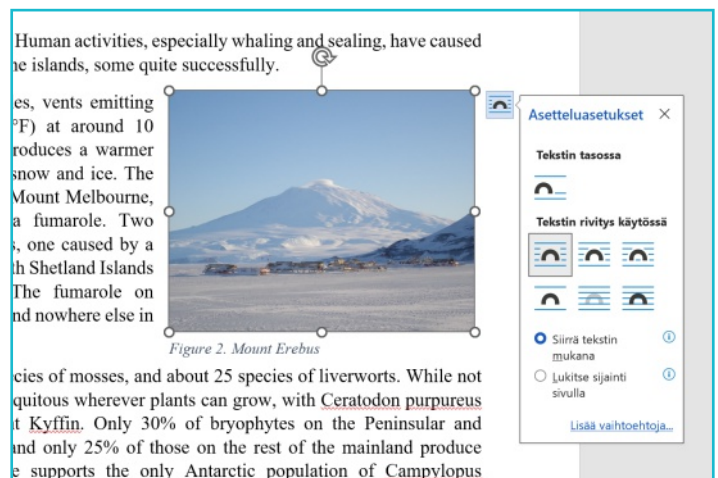 Human activities, especially whaling and sealing, have caused
ne islands, some quite successfully.
es, vents emitting
°F) at around 10
roduces a warmer
snow and ice. The
Mount Melbourne,
a fumarole. Two
s, one caused by a
th Shetland Islands
The fumarole on
nd nowhere else in
Figure 2. Mount Erebus
cies of mosses, and about 25 species of liverworts. While not
quitous wherever plants can grow, with Ceratodon purpureus
t Kyffin. Only 30% of bryophytes on the Peninsular and
and only 25% of those on the rest of the mainland produce
e supports the only Antarctic population of Campylopus
Asetteluasetukset
Tekstin tasossa
Tekstin rivitys käytössä
Siirrä tekstin
mukana
Lukitse sijainti
sivulla
Lisää vaihtoehtoja...